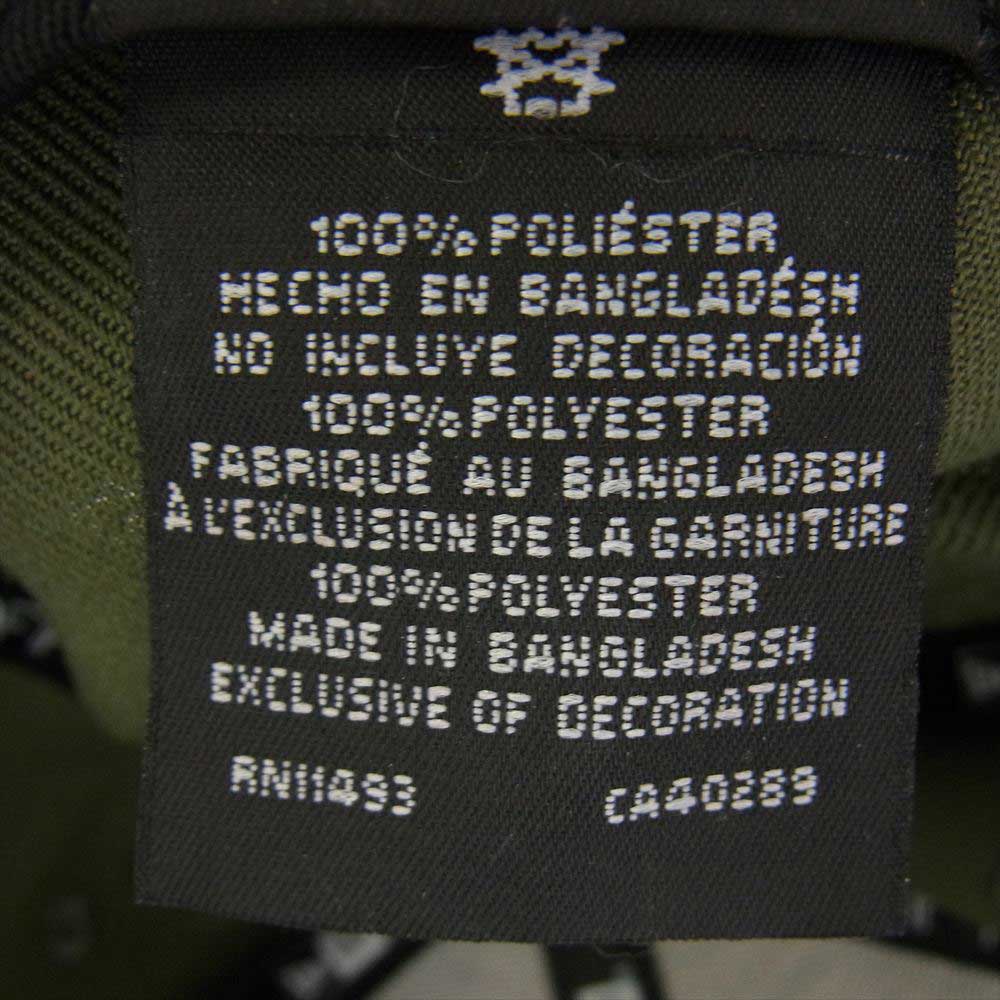 100% POLIÉSTER
HECHO EN BANGLADÉSH
NO INCLUYE DECORACIÓN
100% POLYESTER
FABRIQUÉ AU BANGLADESH
À L'EXCLUSION DE LA GARNITURE
100% POLYESTER
MADE IN BANGLADESH
EXCLUSIVE OF DECORATION
RN11493 CA40289